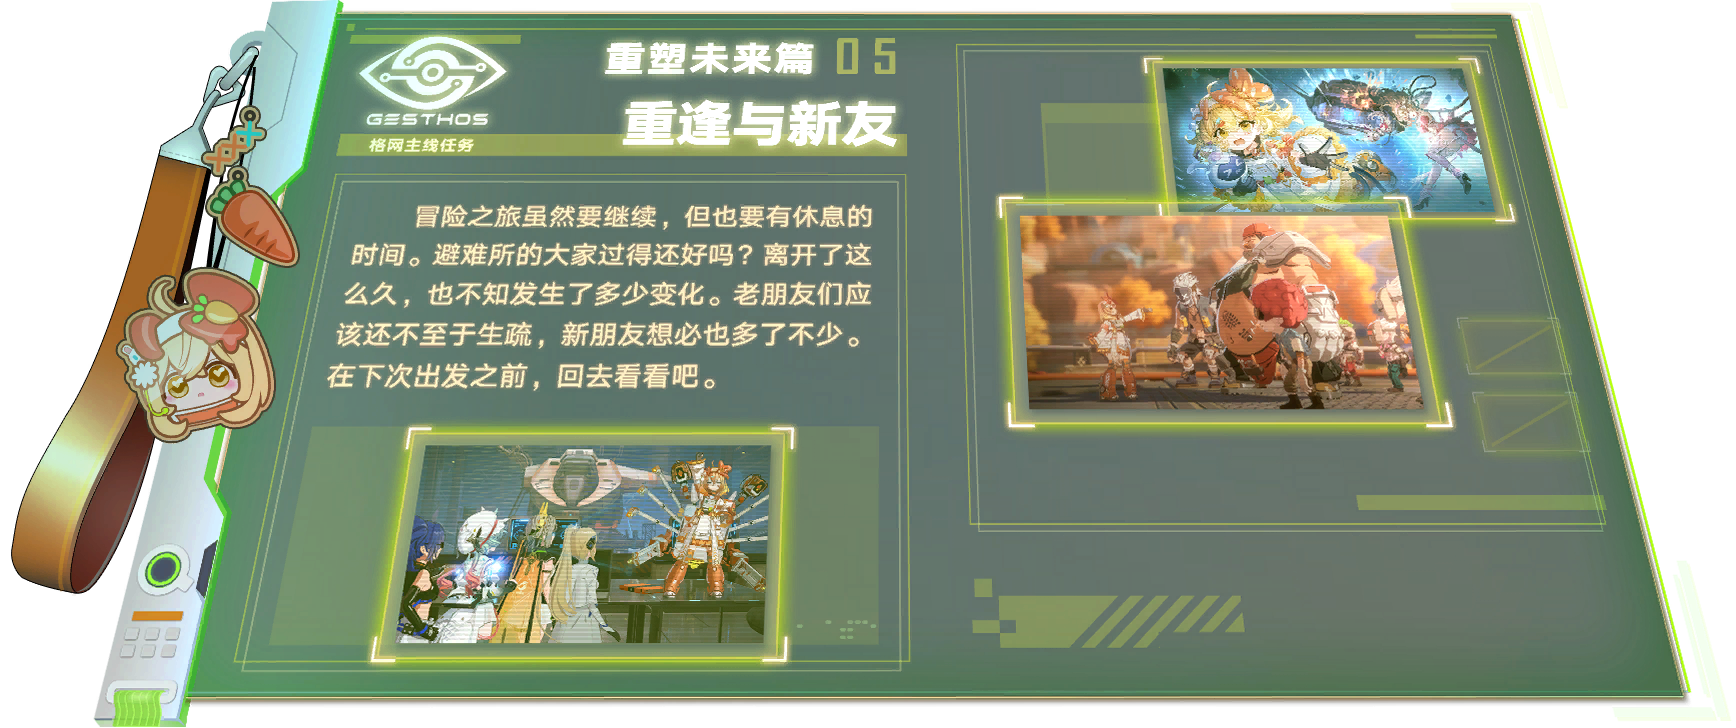 GESTHOS
格网主线任务
重塑未来篇 05
重逢与新友
冒险之旅虽然要继续，但也要有休息的
时间。避难所的大家过得还好吗？离开了这
么久，也不知发生了多少变化。老朋友们应
该还不至于生疏，新朋友想必也多了不少。
在下次出发之前，回去看看吧。